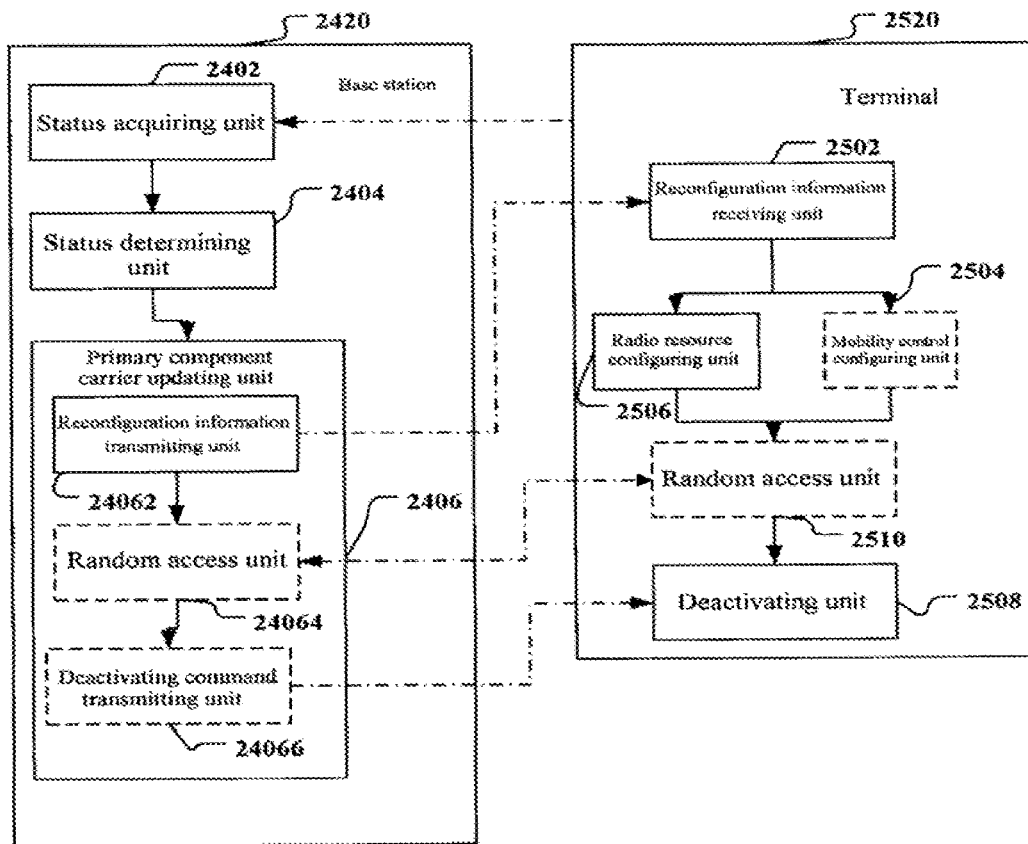 2420
2402
Base station
Status acquiring unit
2404
Status determining
unit
Primary component
carrier updating unit
Reconfiguration information
transmitting unit
24062
2406
Random access unit
24064
Deactivating command
transmitting unit
24066
2520
Terminal
2502
Reconfiguration information
receiving unit
2504
Radio resource
configuring unit
Mobility control
configuring unit
2506
Random access unit
2510
Deactivating unit
2508